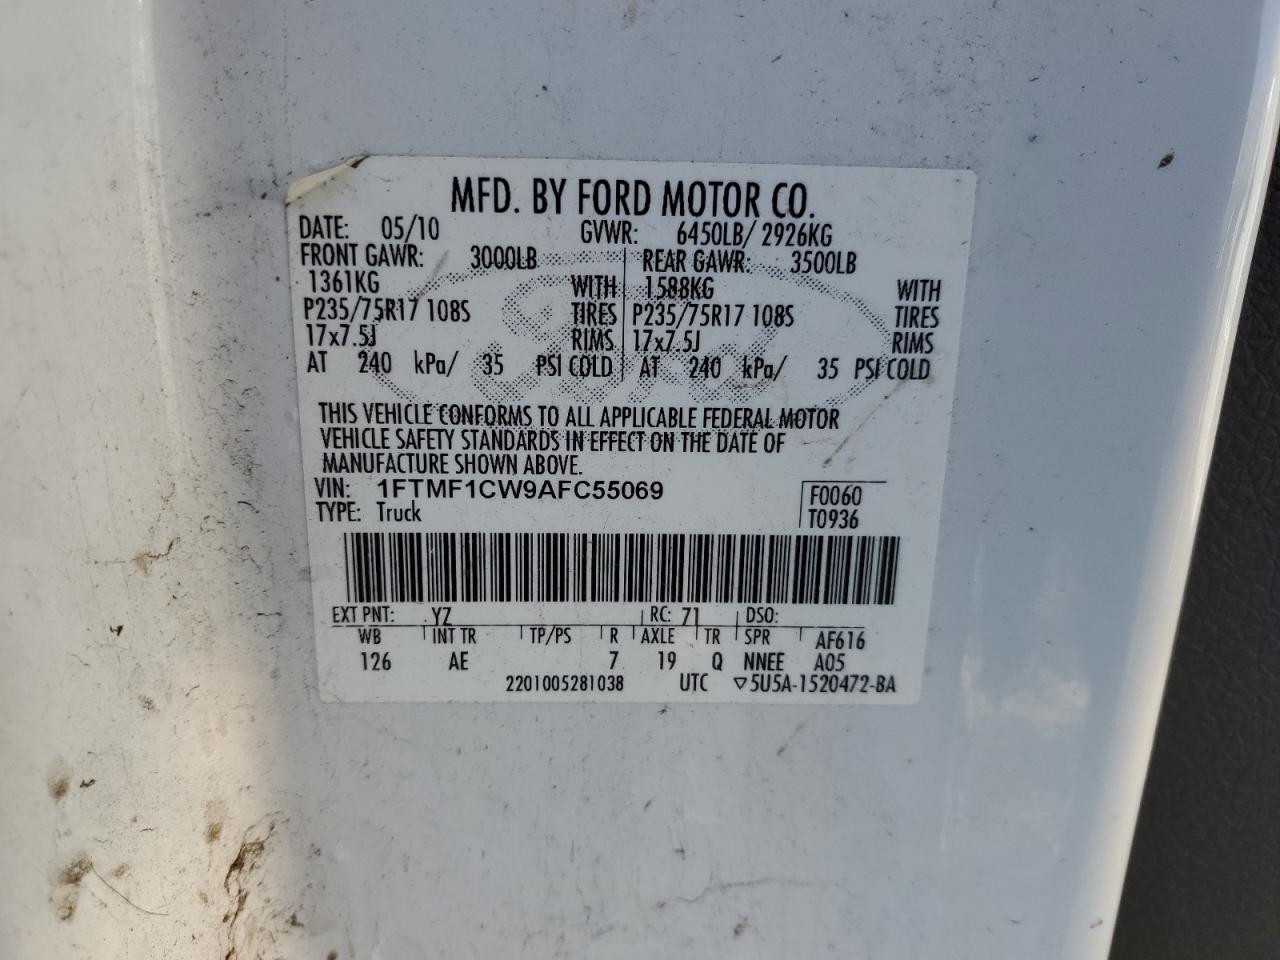 MFD. BY FORD MOTOR CO.
DATE: 05/10 GVWR: 6450LB/ 2926KG
FRONT GAWR: 3000LB REAR GAWR: 3500LB
1361KG WITH 1588KG WITH
P235/75R17 108S TIRES P235/75R17 108S TIRES
17x7.5J RIMS 17x7.5J RIMS
AT 240 kPa/ 35 PSI COLD AT 240 kPa/ 35 PSI COLD
Ford
THIS VEHICLE CONFORMS TO ALL APPLICABLE FEDERAL MOTOR
VEHICLE SAFETY STANDARDS IN EFFECT ON THE DATE OF
MANUFACTURE SHOWN ABOVE.
VIN: 1FTMF1CW9AFC55069 F0060
TYPE: Truck T0936
EXT PNT: YZ RC: 71 DSO:
WB INT TR TP/PS R AXLE TR SPR AF616
126 AE 7 19 Q NNEE A05
2201005281038 UTC ▽5U5A-1520472-BA